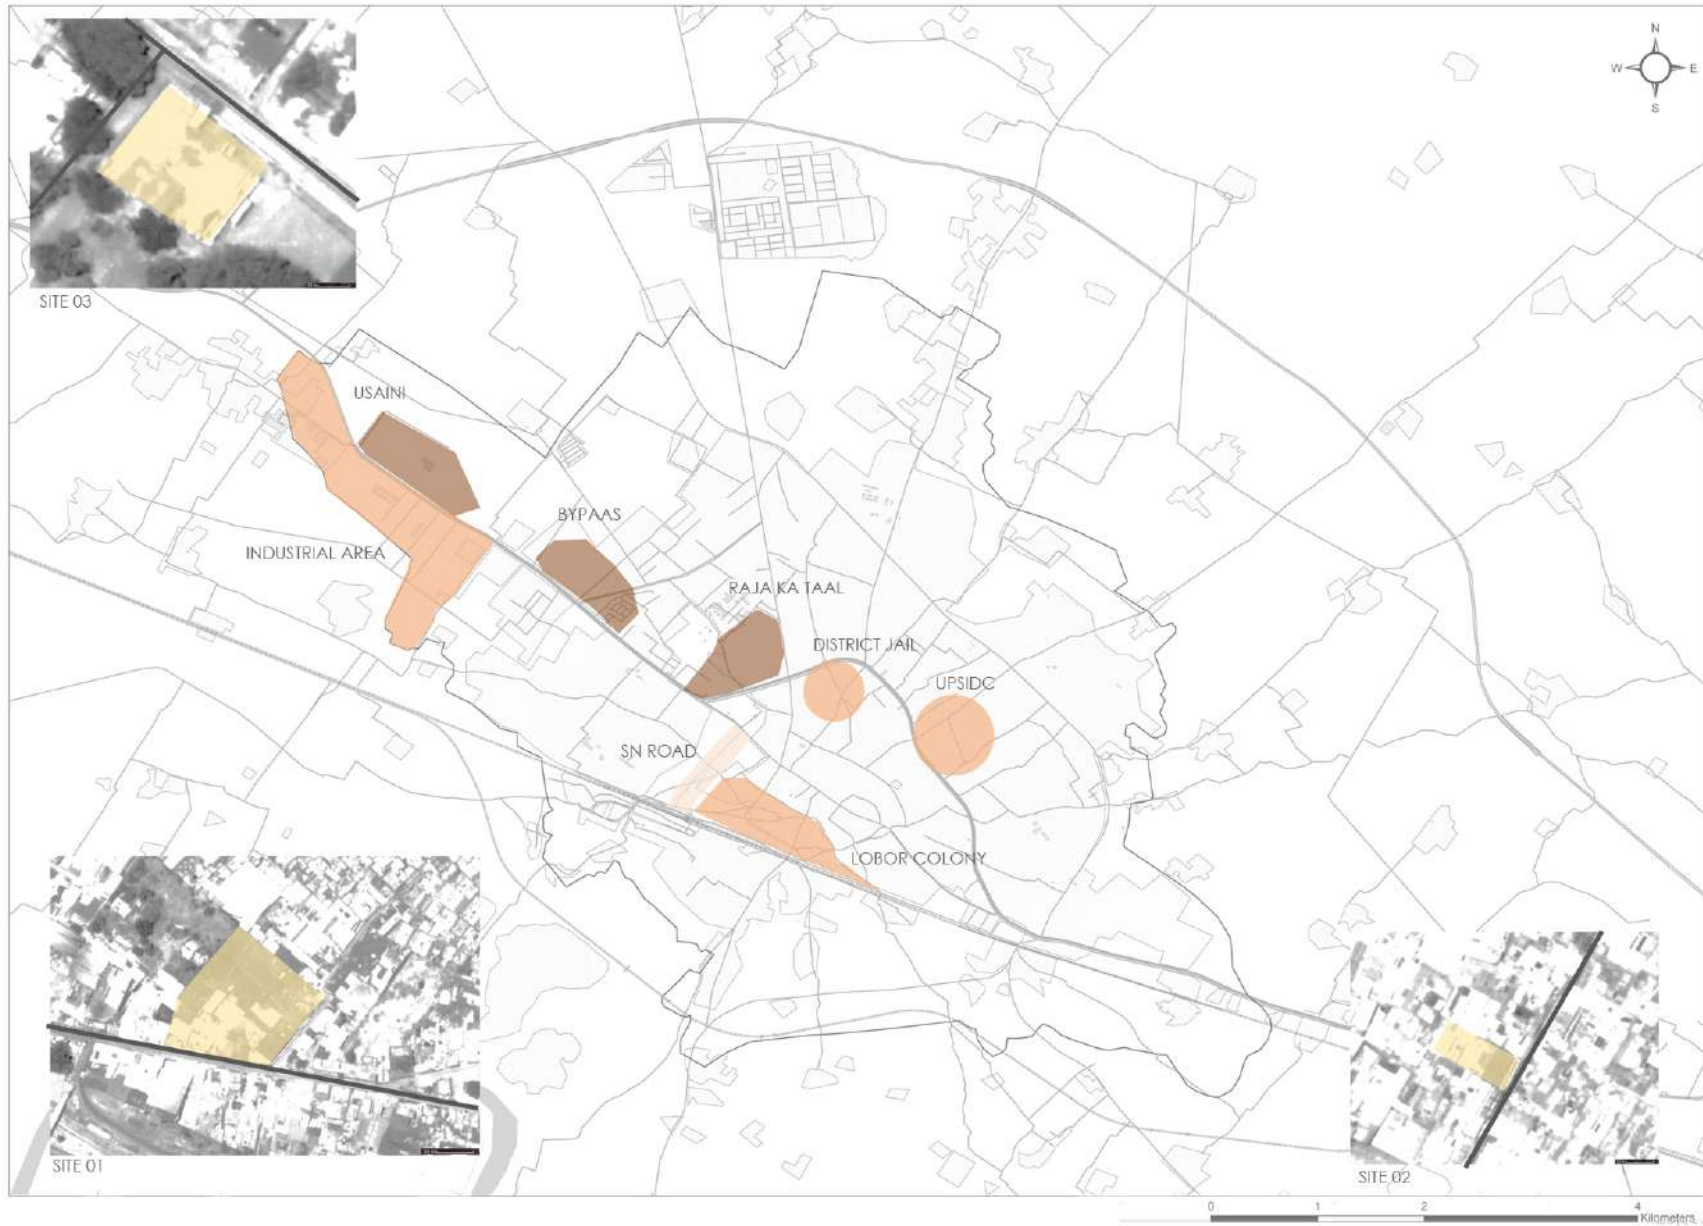 N
W E
S
SITE 03
USAINI
BYPAAS
INDUSTRIAL AREA
RAJA KA TAAL
DISTRICT JAIL
UPSIDC
SN ROAD
LOBOR COLONY
SITE 01
SITE 02
0 1 2 4
Kilometers